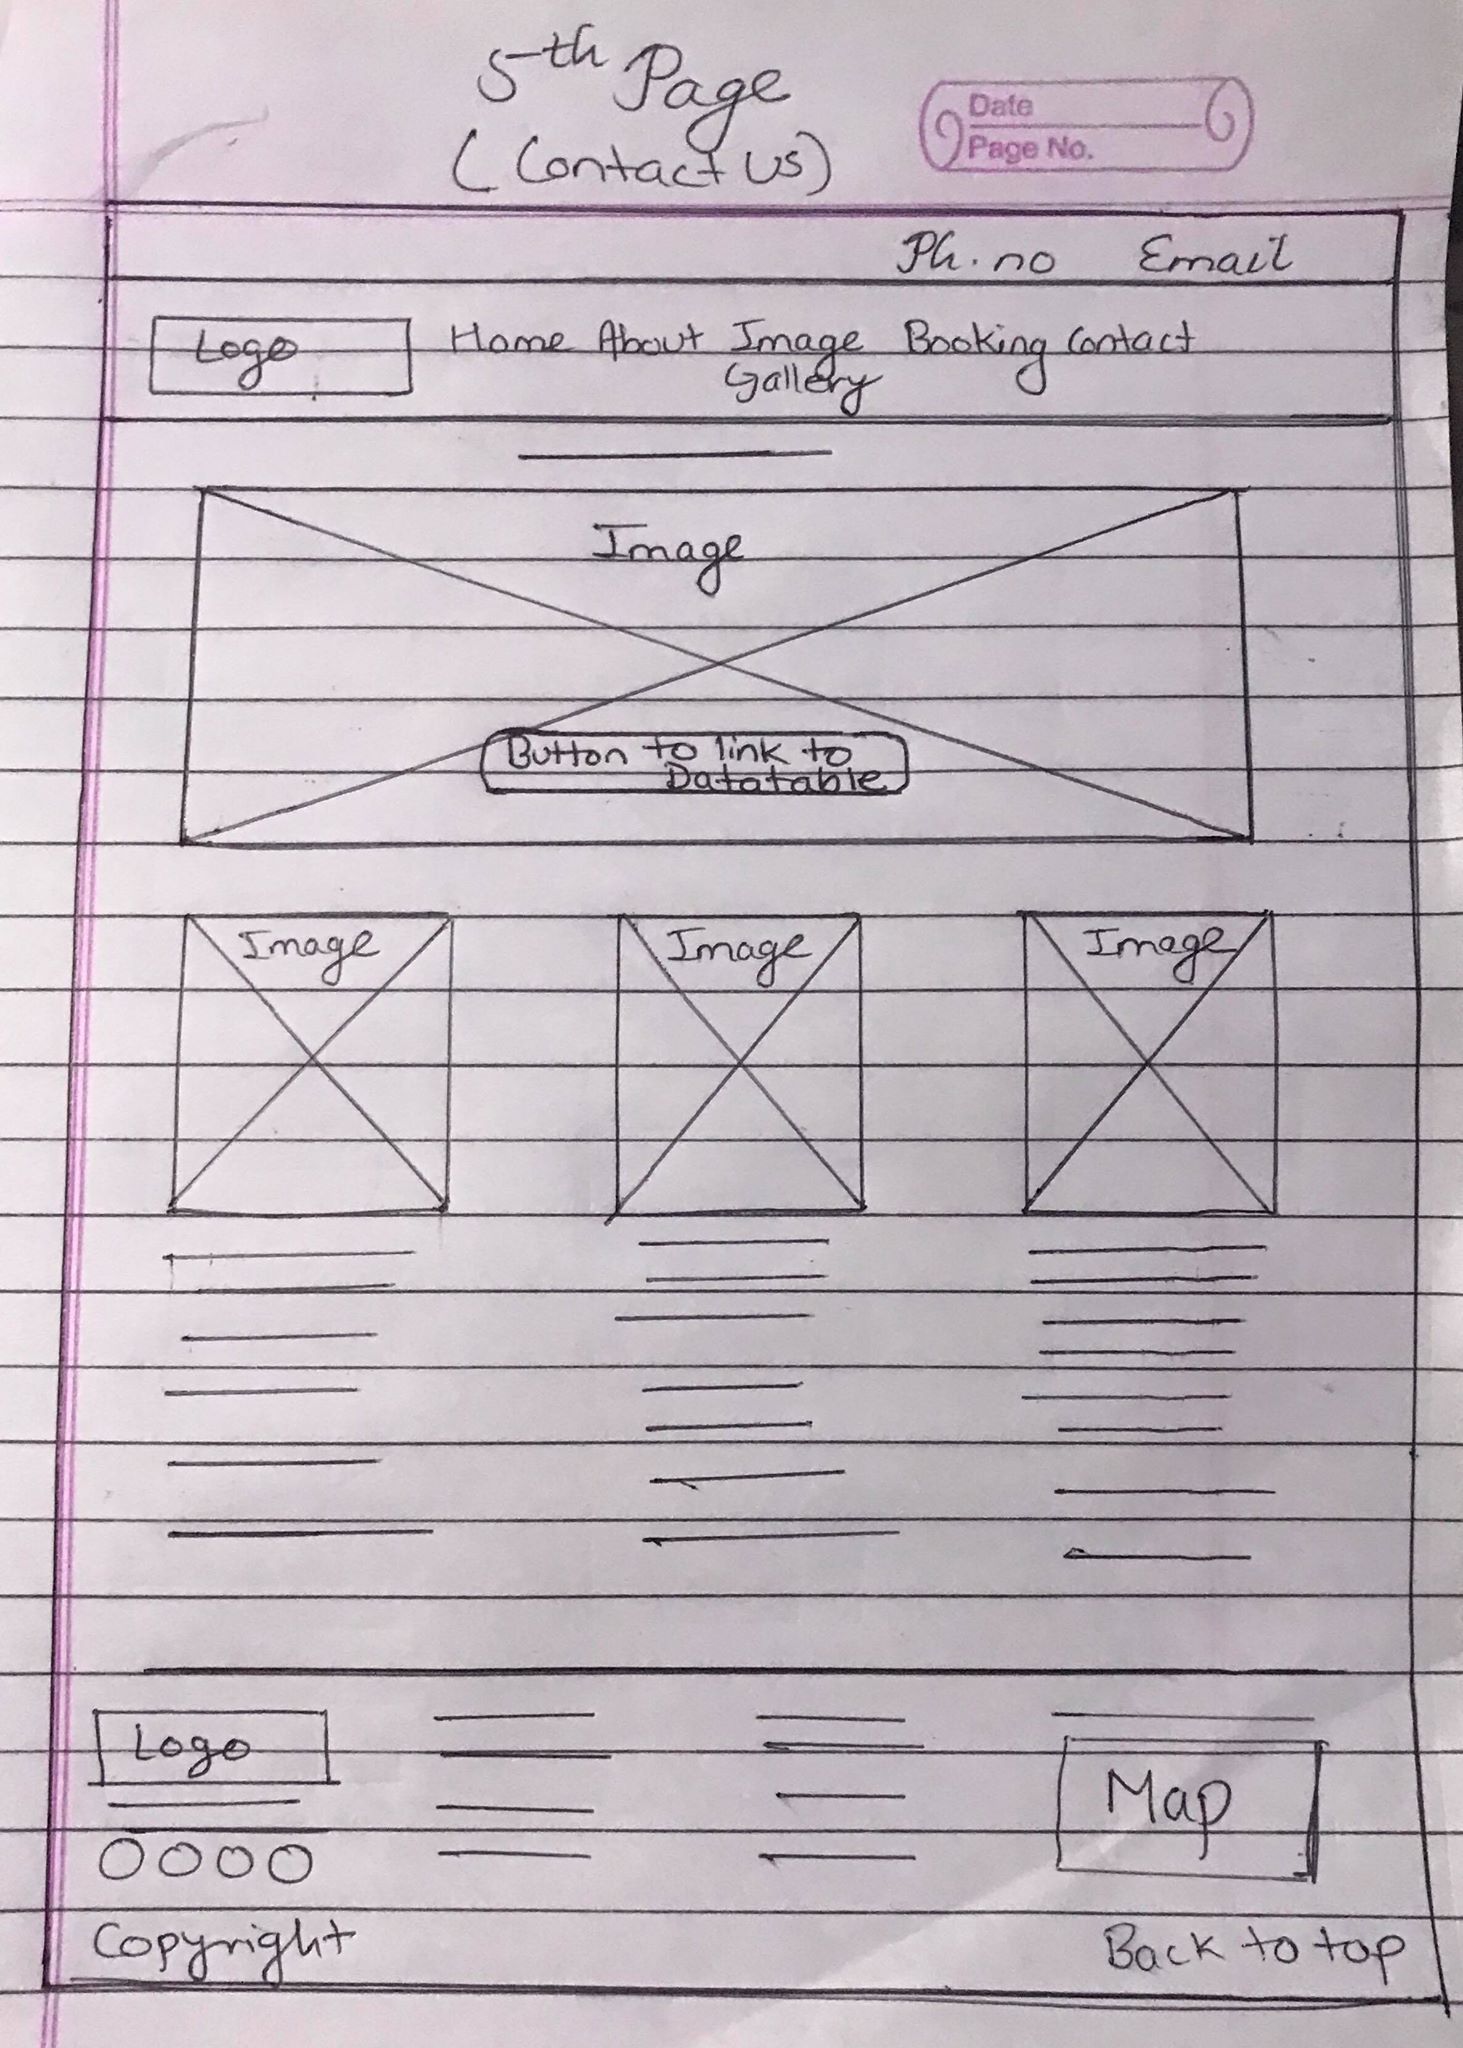 5th Page
(Contact Us)
Date
Page No.
Ph.no Email
Logo Home About Image Booking Contact
Gallery
Image
Button to link to
Datatable
Image Image Image
Logo
Map
Copyright Back to top